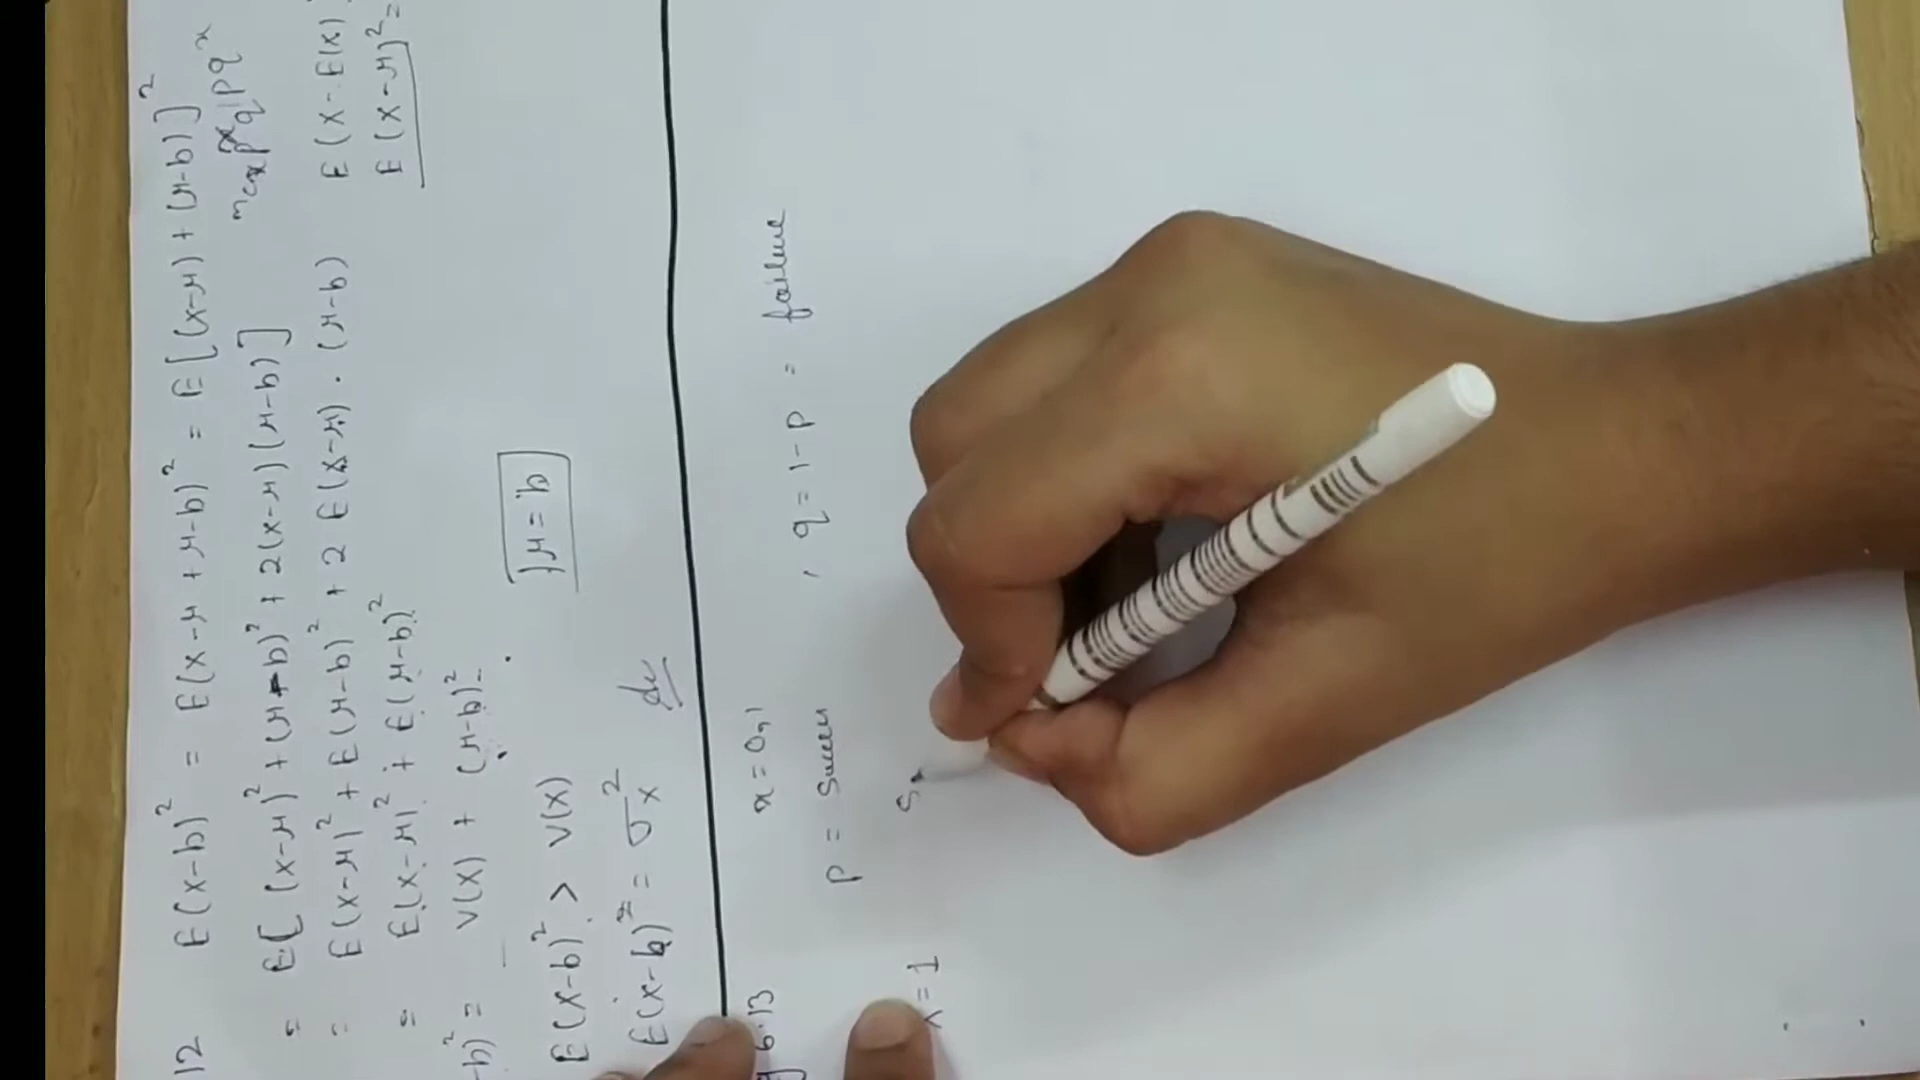 12 E(x-b)² = E(x-μ+μ-b)² = E[(x-μ)+(μ-b)]²
= E[(x-μ)²+(μ-b)²+2(x-μ)(μ-b)]
= E(x-μ)²+E(μ-b)²+2E(x-μ).(μ-b) E(x-E(x)
= E(x-μ)²+E(μ-b)² E(x-μ)²=
-b)² = V(x) + (μ-b)²
μ=b
E(x-b)² > V(x)
E(x-b)² = σx²
6.13 x=0,1
p = success , q = 1-p = failure
x=1 S